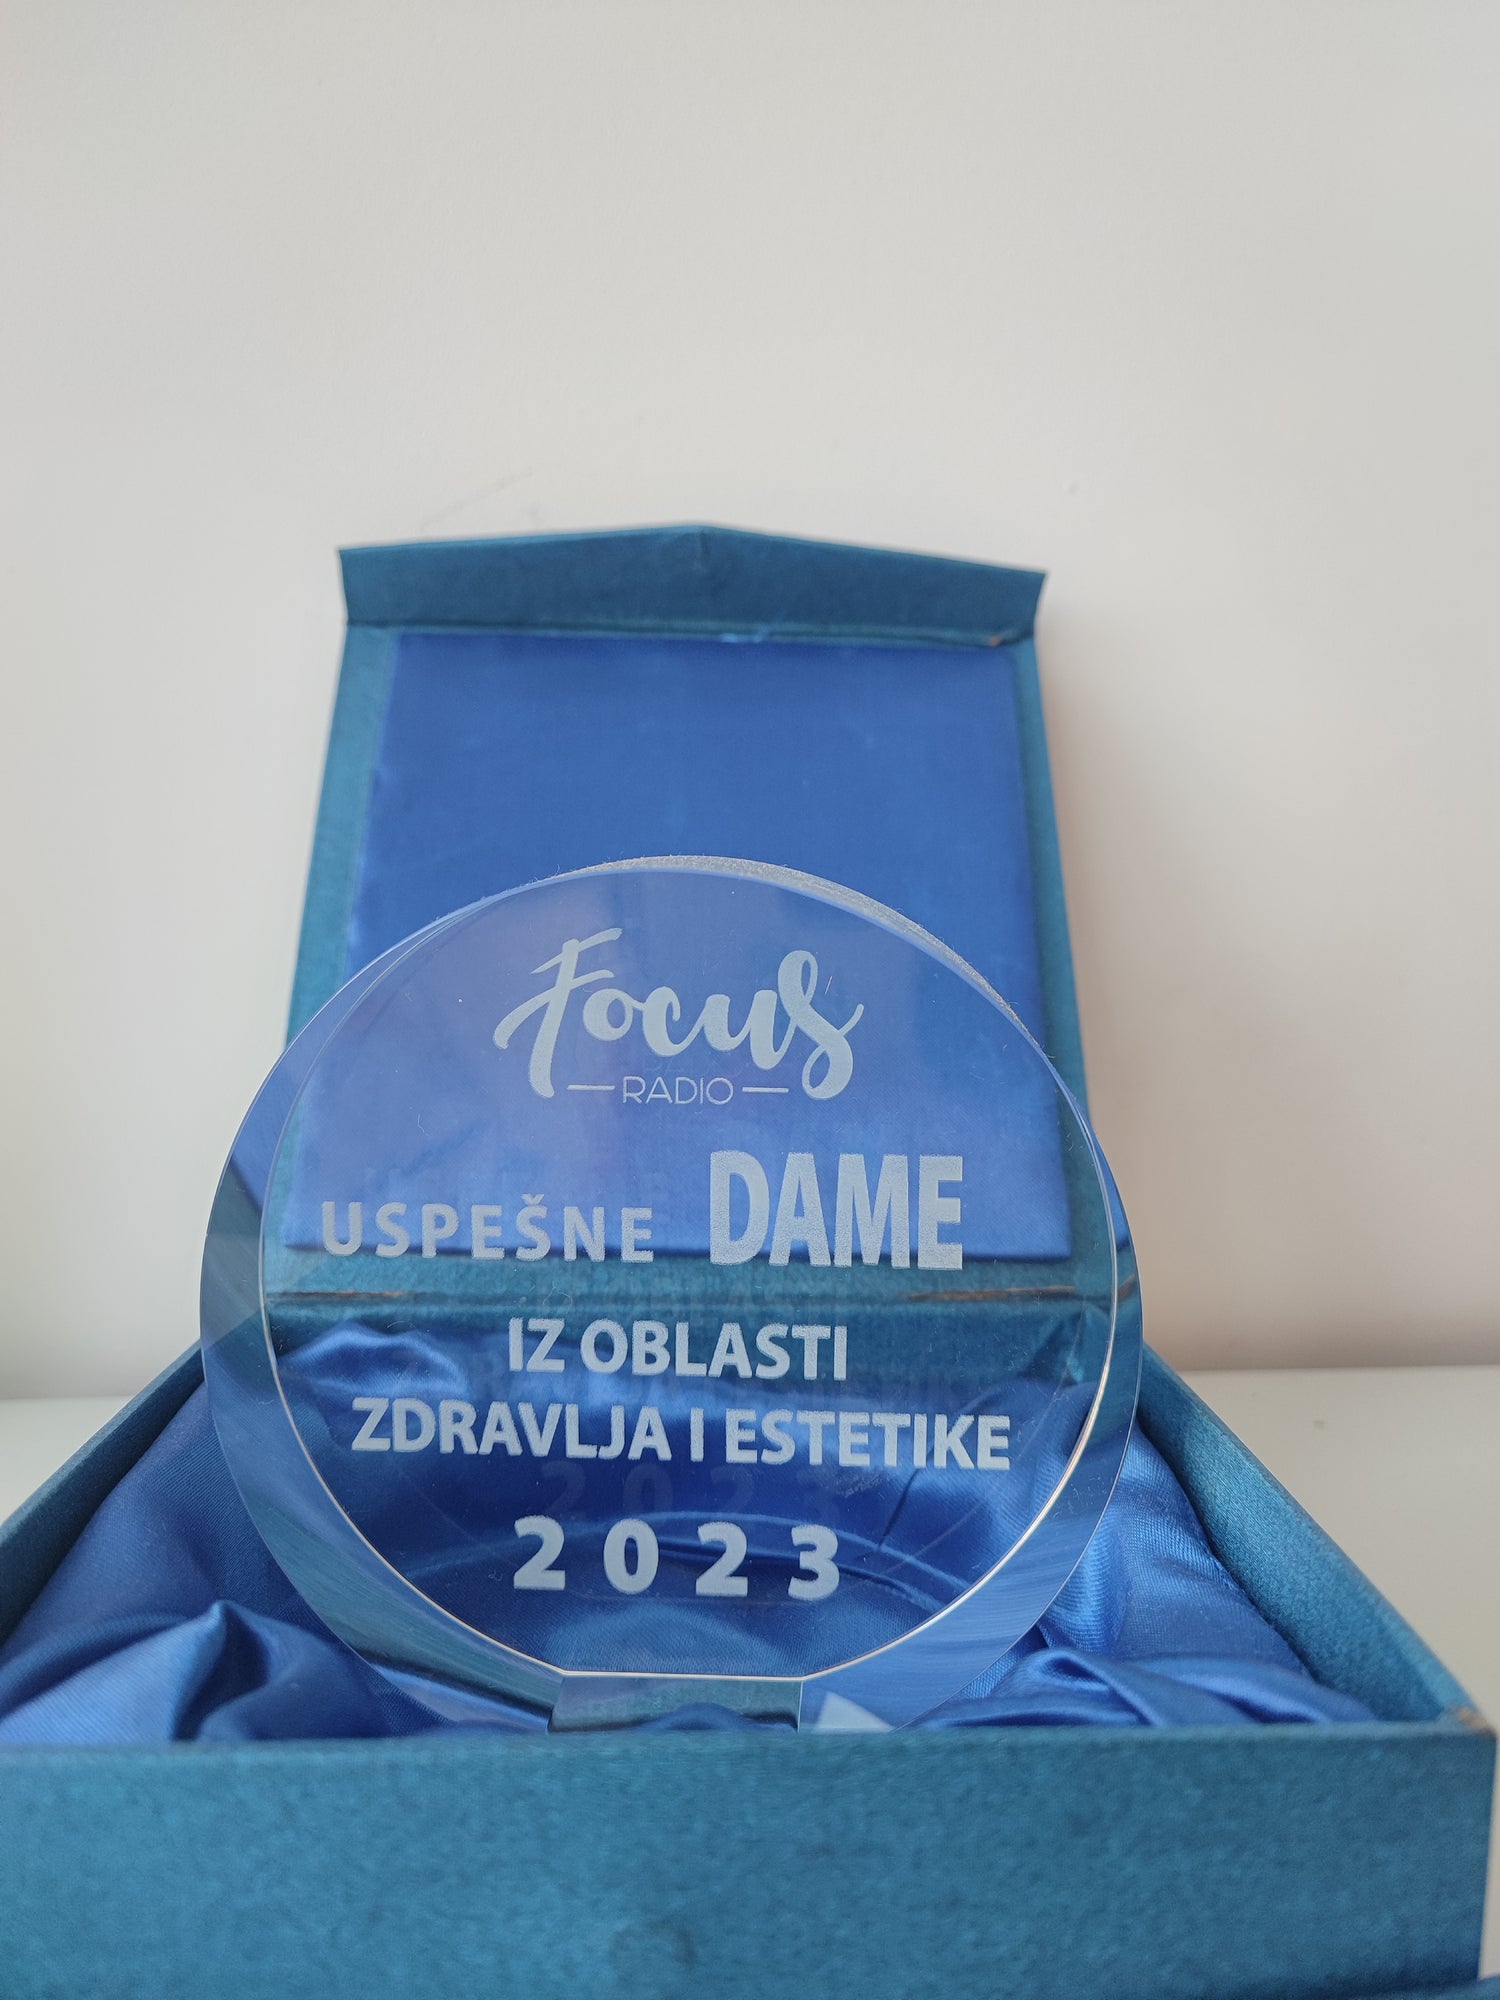 Focus
RADIO
USPEŠNE DAME
IZ OBLASTI
ZDRAVLJA I ESTETIKE
2023